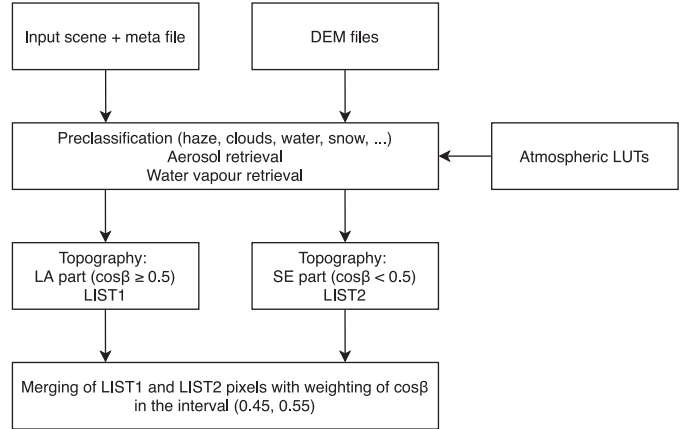 Input scene + meta file
DEM files
Preclassification (haze, clouds, water, snow, ...)
Aerosol retrieval
Water vapour retrieval
Atmospheric LUTs
Topography:
LA part (cosβ ≥ 0.5)
LIST1
Topography:
SE part (cosβ < 0.5)
LIST2
Merging of LIST1 and LIST2 pixels with weighting of cosβ
in the interval (0.45, 0.55)